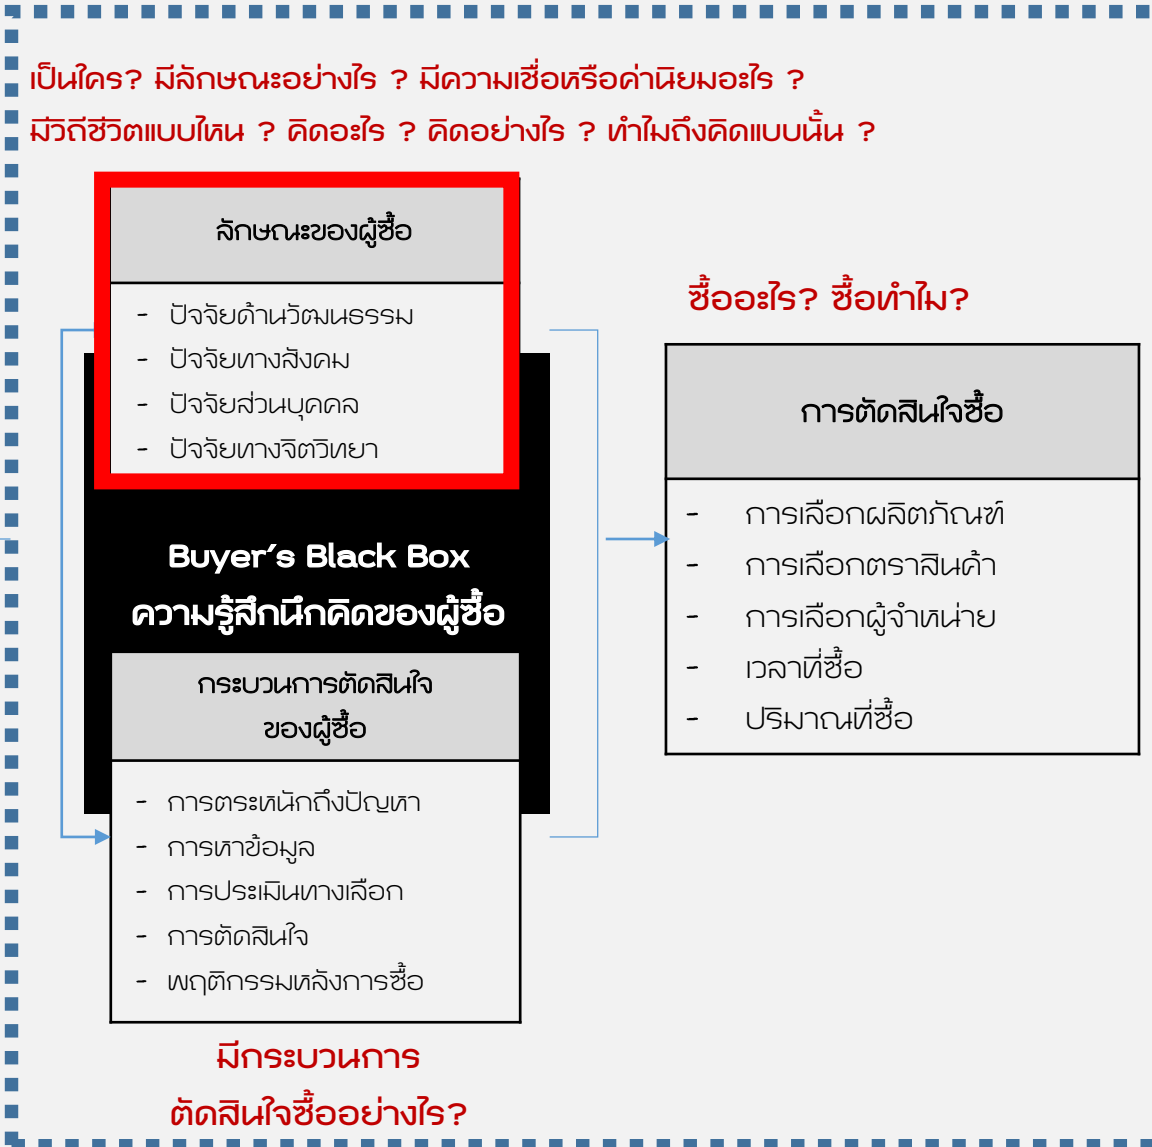 เป็นใคร? มีลักษณะอย่างไร ? มีความเชื่อหรือค่านิยมอะไร ?
มีวิถีชีวิตแบบไหน ? คิดอะไร ? คิดอย่างไร ? ทำไมถึงคิดแบบนั้น ?
ลักษณะของผู้ซื้อ
- ปัจจัยด้านวัฒนธรรม
- ปัจจัยทางสังคม
- ปัจจัยส่วนบุคคล
- ปัจจัยทางจิตวิทยา
Buyer's Black Box
ความรู้สึกนึกคิดของผู้ซื้อ
กระบวนการตัดสินใจ
ของผู้ซื้อ
- การตระหนักถึงปัญหา
- การหาข้อมูล
- การประเมินทางเลือก
- การตัดสินใจ
- พฤติกรรมหลังการซื้อ
มีกระบวนการ
ตัดสินใจซื้ออย่างไร?
ซื้ออะไร? ซื้อทำไม?
การตัดสินใจซื้อ
- การเลือกผลิตภัณฑ์
- การเลือกตราสินค้า
- การเลือกผู้จำหน่าย
- เวลาที่ซื้อ
- ปริมาณที่ซื้อ